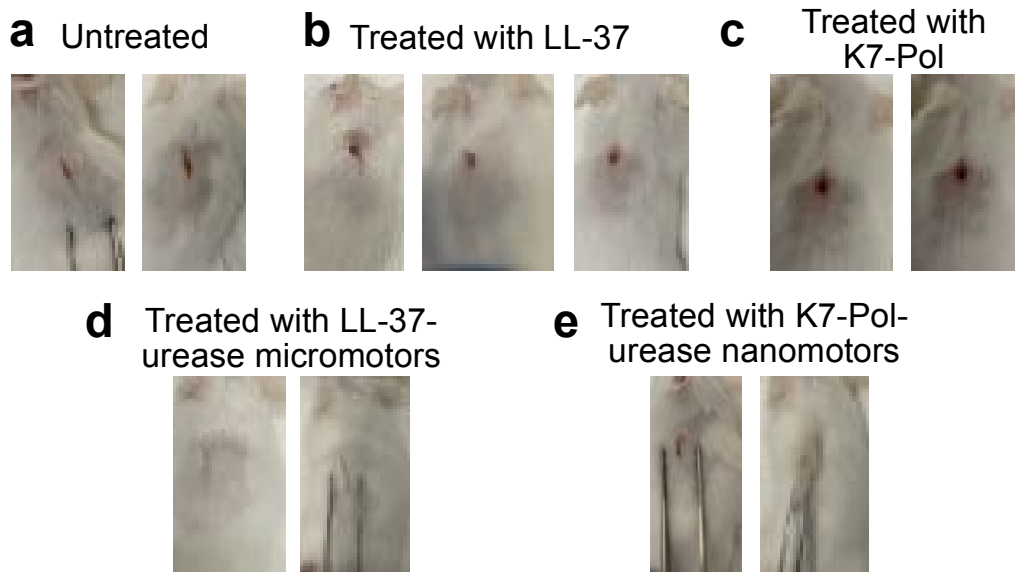 a Untreated
b Treated with LL-37
c Treated with
K7-Pol
d Treated with LL-37-
urease micromotors
e Treated with K7-Pol-
urease nanomotors